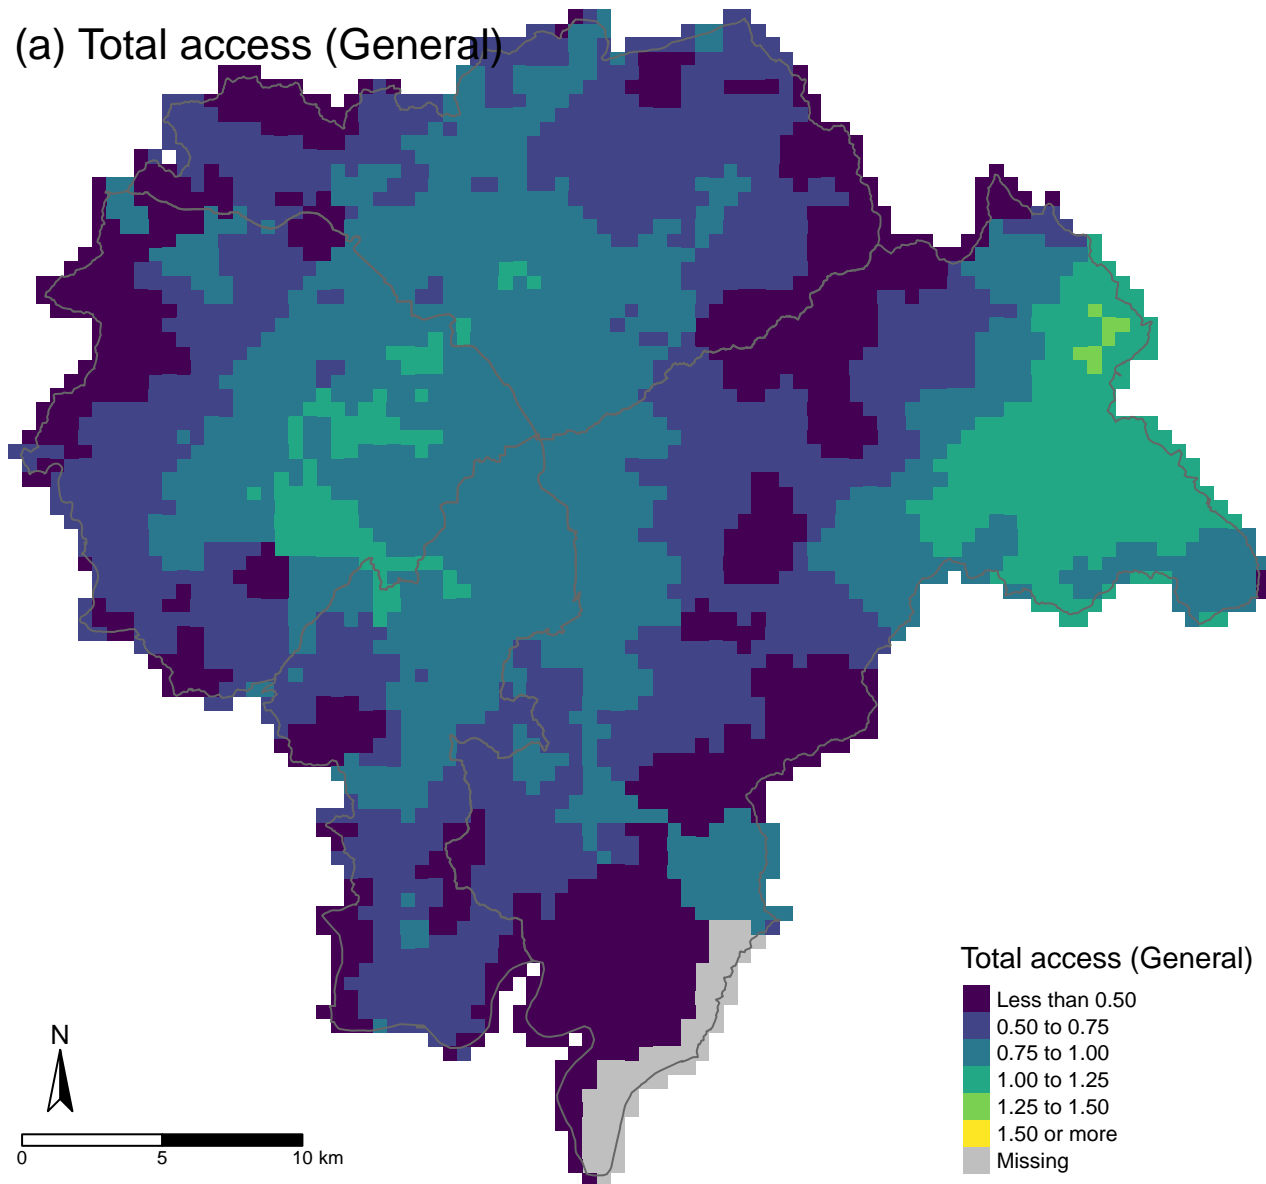 (a) Total access (General)
Total access (General)
Less than 0.50
0.50 to 0.75
0.75 to 1.00
1.00 to 1.25
1.25 to 1.50
1.50 or more
Missing
N
0 5 10 km